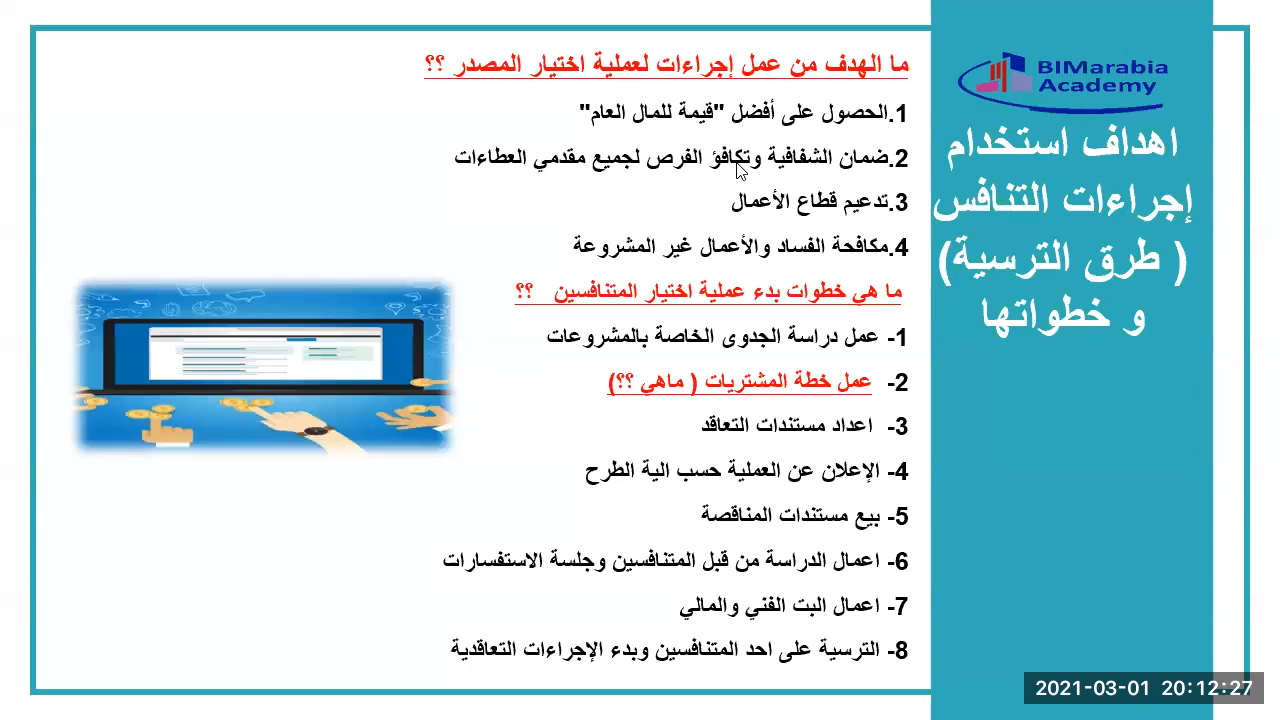 BIMarabia
Academy
اهداف استخدام
إجراءات التنافس
( طرق الترسية)
و خطواتها
ما الهدف من عمل إجراءات لعملية اختيار المصدر ؟؟
1.الحصول على أفضل "قيمة للمال العام"
2.ضمان الشفافية وتكافؤ الفرص لجميع مقدمي العطاءات
3.تدعيم قطاع الأعمال
4.مكافحة الفساد والأعمال غير المشروعة
ما هي خطوات بدء عملية اختيار المتنافسين ؟؟
1- عمل دراسة الجدوى الخاصة بالمشروعات
2- عمل خطة المشتريات ( ماهي ؟؟)
3- اعداد مستندات التعاقد
4- الإعلان عن العملية حسب الية الطرح
5- بيع مستندات المناقصة
6- اعمال الدراسة من قبل المتنافسين وجلسة الاستفسارات
7- اعمال البت الفني والمالي
8- الترسية على احد المتنافسين وبدء الإجراءات التعاقدية
2021-03-01 20:12:27